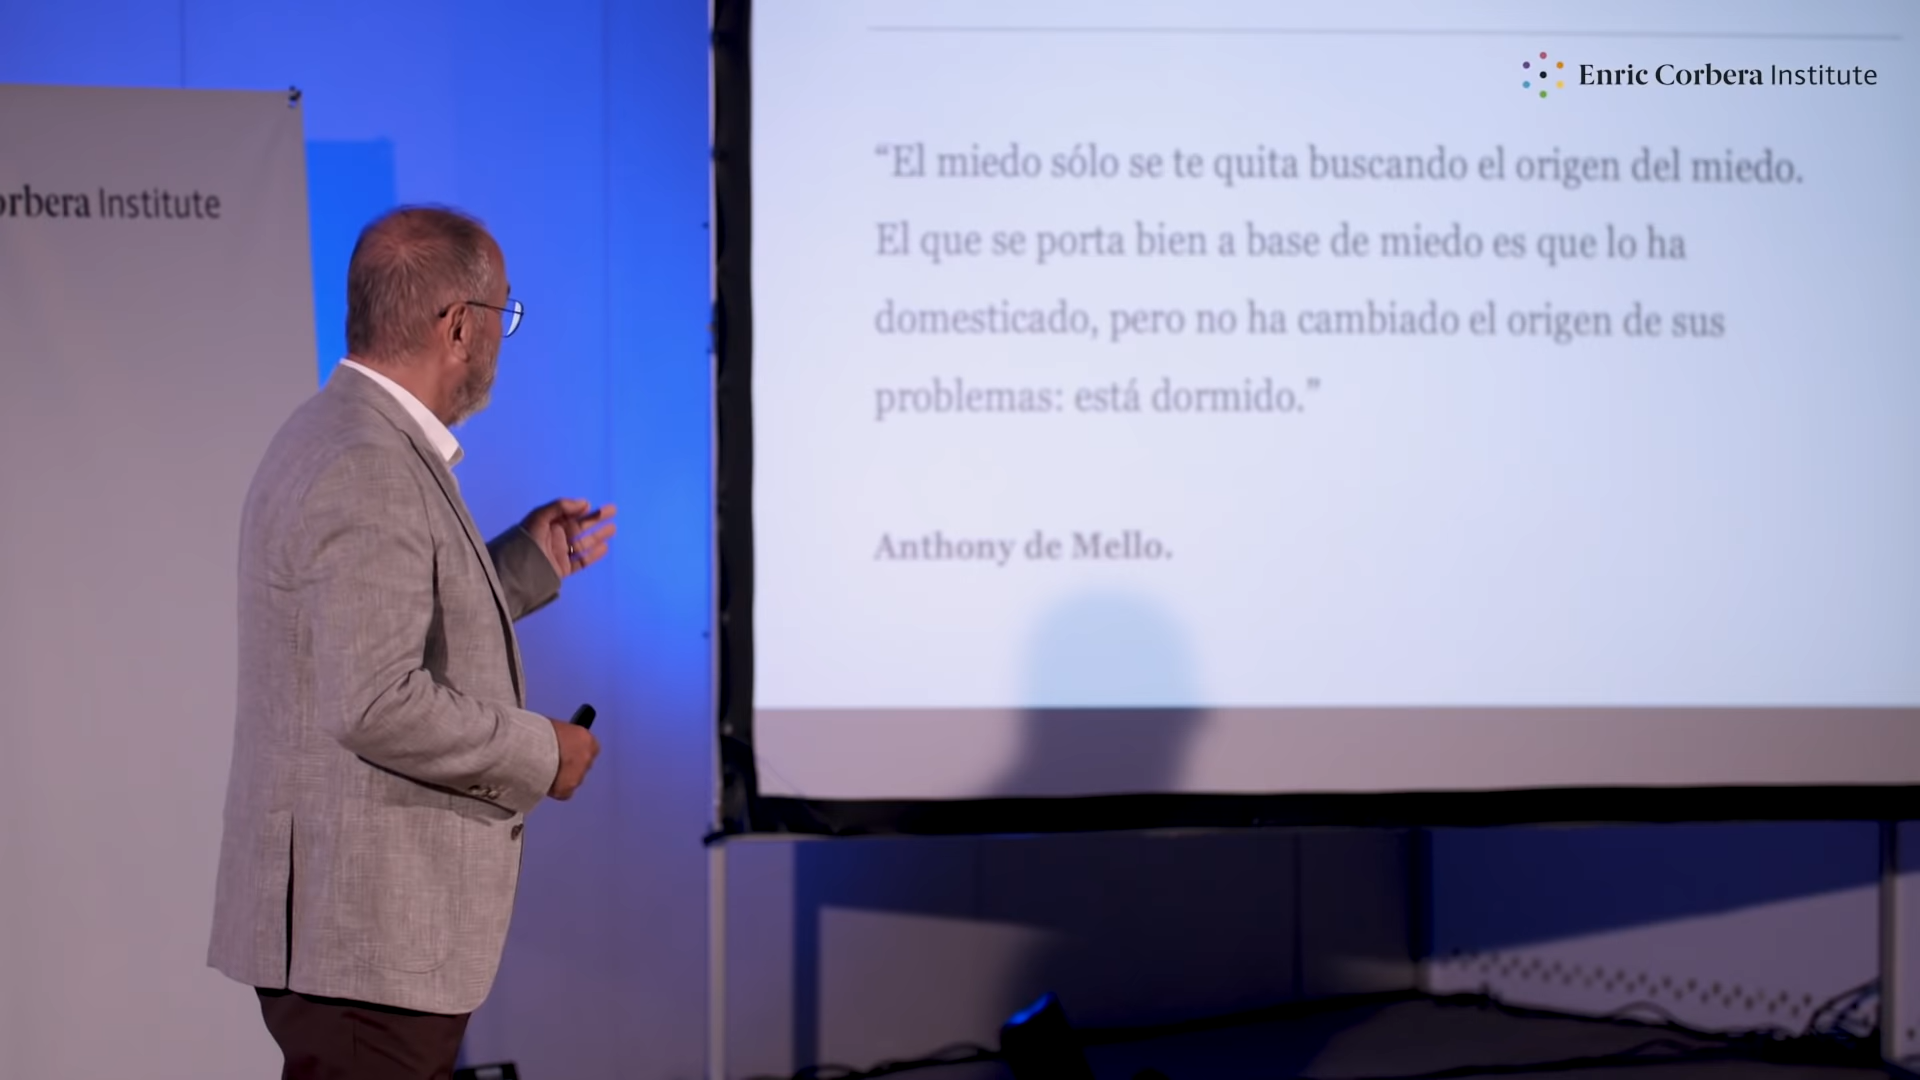 Enric Corbera Institute
orbera Institute
“El miedo sólo se te quita buscando el origen del miedo.
El que se porta bien a base de miedo es que lo ha
domesticado, pero no ha cambiado el origen de sus
problemas: está dormido.”
Anthony de Mello.